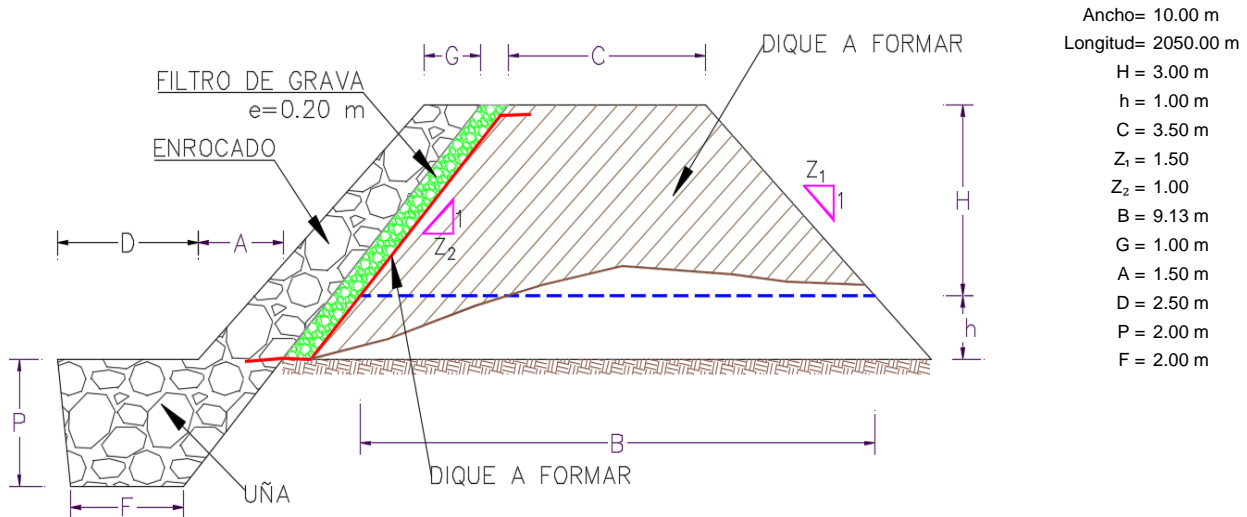 G
C
DIQUE A FORMAR
FILTRO DE GRAVA
e=0.20 m
ENROCADO
D
A
Z₂
1
Z₁
1
H
h
P
B
F
UÑA
DIQUE A FORMAR
Ancho= 10.00 m
Longitud= 2050.00 m
H = 3.00 m
h = 1.00 m
C = 3.50 m
Z₁ = 1.50
Z₂ = 1.00
B = 9.13 m
G = 1.00 m
A = 1.50 m
D = 2.50 m
P = 2.00 m
F = 2.00 m